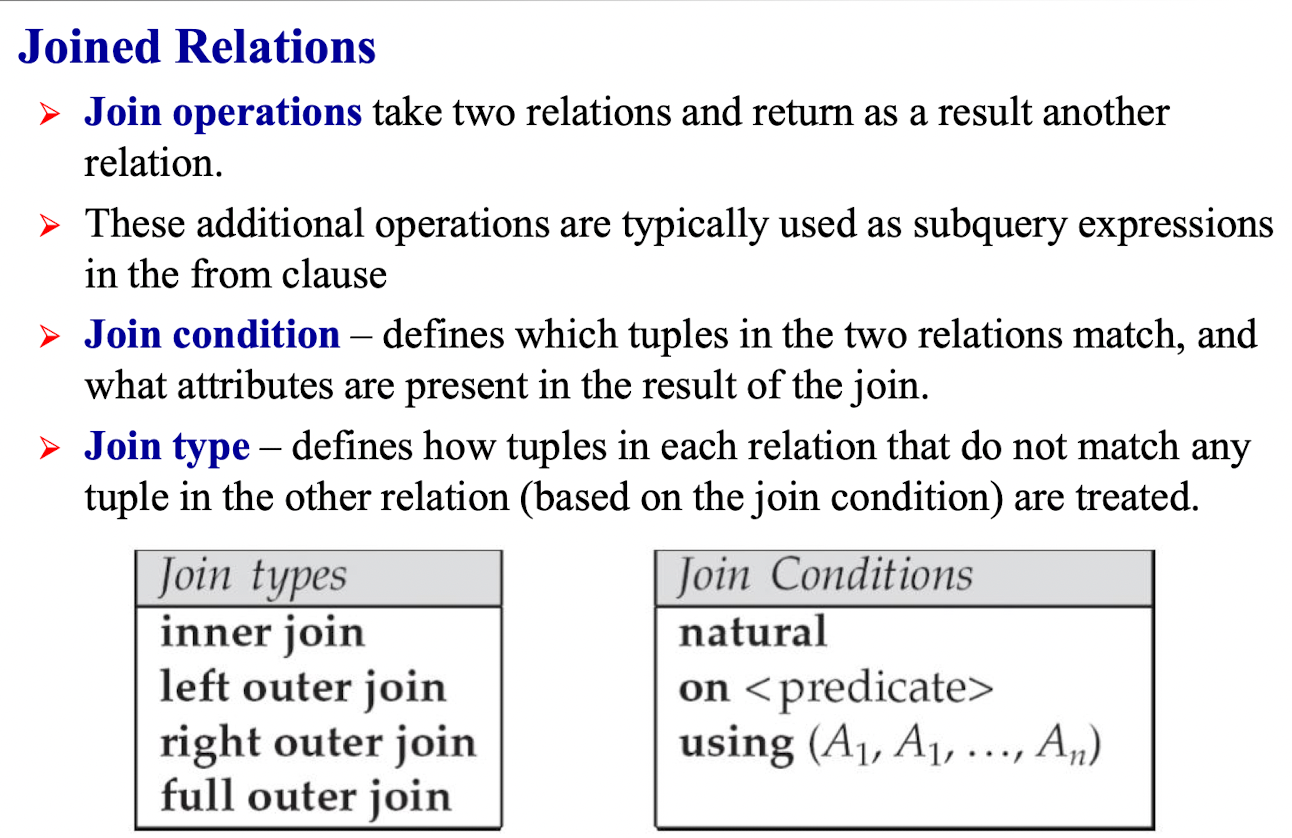 Joined Relations
➢ Join operations take two relations and return as a result another
relation.
➢ These additional operations are typically used as subquery expressions
in the from clause
➢ Join condition – defines which tuples in the two relations match, and
what attributes are present in the result of the join.
➢ Join type – defines how tuples in each relation that do not match any
tuple in the other relation (based on the join condition) are treated.
Join types
inner join
left outer join
right outer join
full outer join
Join Conditions
natural
on <predicate>
using (A₁, A₁, …, Aₙ)